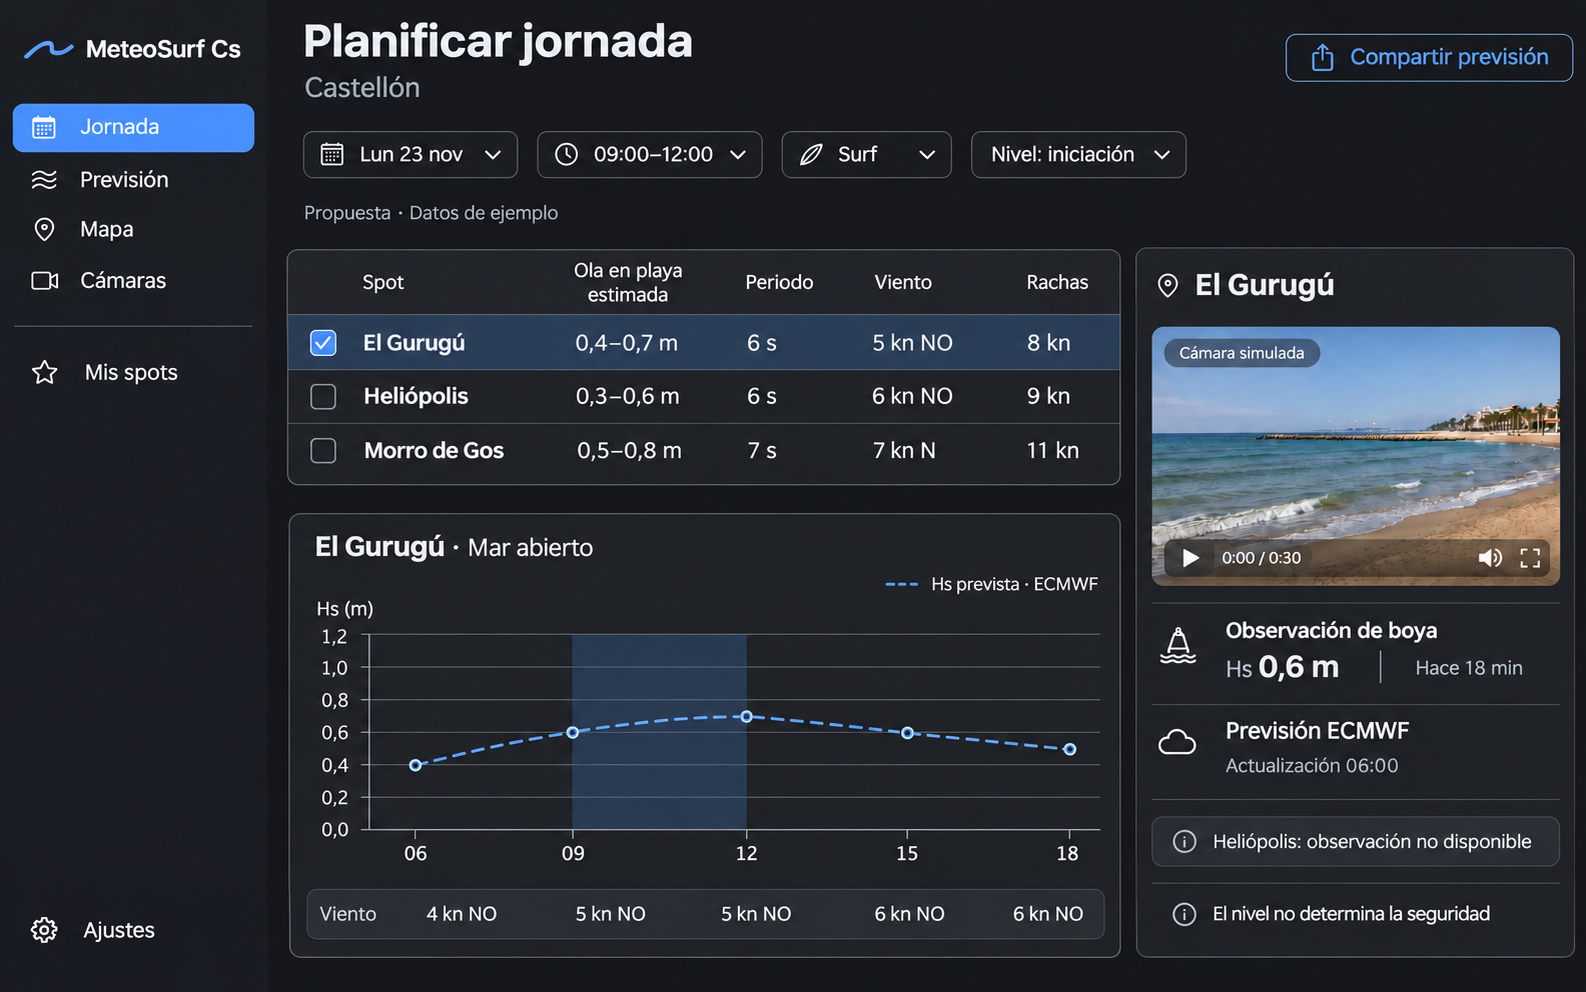 MeteoSurf Cs
Jornada
Previsión
Mapa
Cámaras
Mis spots
Ajustes
Planificar jornada
Castellón
Compartir previsión
Lun 23 nov
09:00–12:00
Surf
Nivel: iniciación
Propuesta · Datos de ejemplo
Spot Ola en playa estimada Periodo Viento Rachas
El Gurugú 0,4–0,7 m 6 s 5 kn NO 8 kn
Heliópolis 0,3–0,6 m 6 s 6 kn NO 9 kn
Morro de Gos 0,5–0,8 m 7 s 7 kn N 11 kn
El Gurugú · Mar abierto
Hs prevista · ECMWF
Hs (m)
1,2
1,0
0,8
0,6
0,4
0,2
0,0
06 09 12 15 18
Viento 4 kn NO 5 kn NO 5 kn NO 6 kn NO 6 kn NO
El Gurugú
Cámara simulada
0:00 / 0:30
Observación de boya
Hs 0,6 m Hace 18 min
Previsión ECMWF
Actualización 06:00
Heliópolis: observación no disponible
El nivel no determina la seguridad